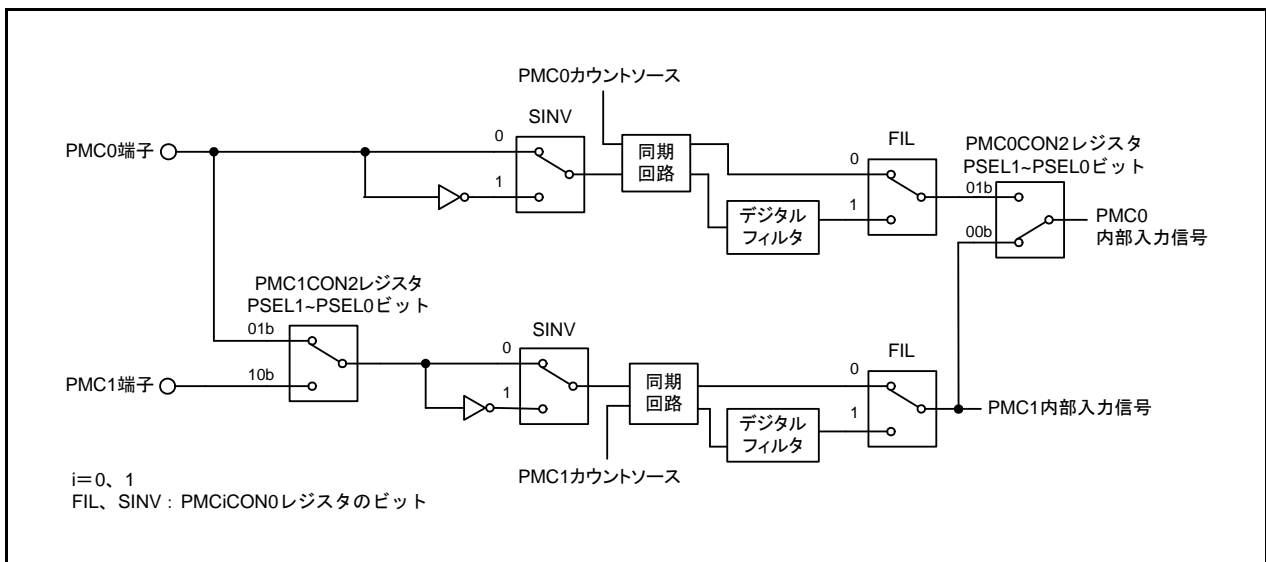 PMC0カウントソース
SINV
PMC0端子
0
1
同期
回路
デジタル
フィルタ
FIL
0
1
PMC0CON2レジスタ
PSEL1~PSEL0ビット
01b
00b
PMC0
内部入力信号
PMC1CON2レジスタ
PSEL1~PSEL0ビット
01b
10b
PMC1端子
SINV
0
1
同期
回路
デジタル
フィルタ
FIL
0
1
PMC1内部入力信号
PMC1カウントソース
i=0、1
FIL、SINV : PMCiCON0レジスタのビット